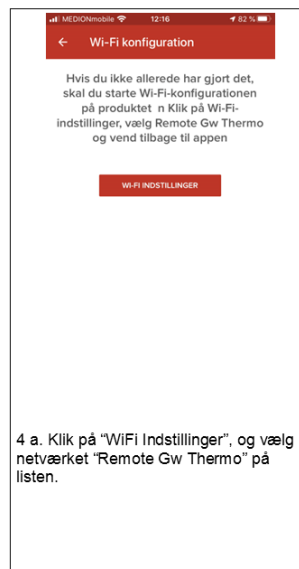 MEDIONmobile 12:16 82 %
← Wi-Fi konfiguration
Hvis du ikke allerede har gjort det,
skal du starte Wi-Fi-konfigurationen
på produktet n Klik på Wi-Fi-
indstillinger, vælg Remote Gw Thermo
og vend tilbage til appen
WI-FI INDSTILLINGER
4 a. Klik på “WiFi Indstillinger”, og vælg
netværket “Remote Gw Thermo” på
listen.